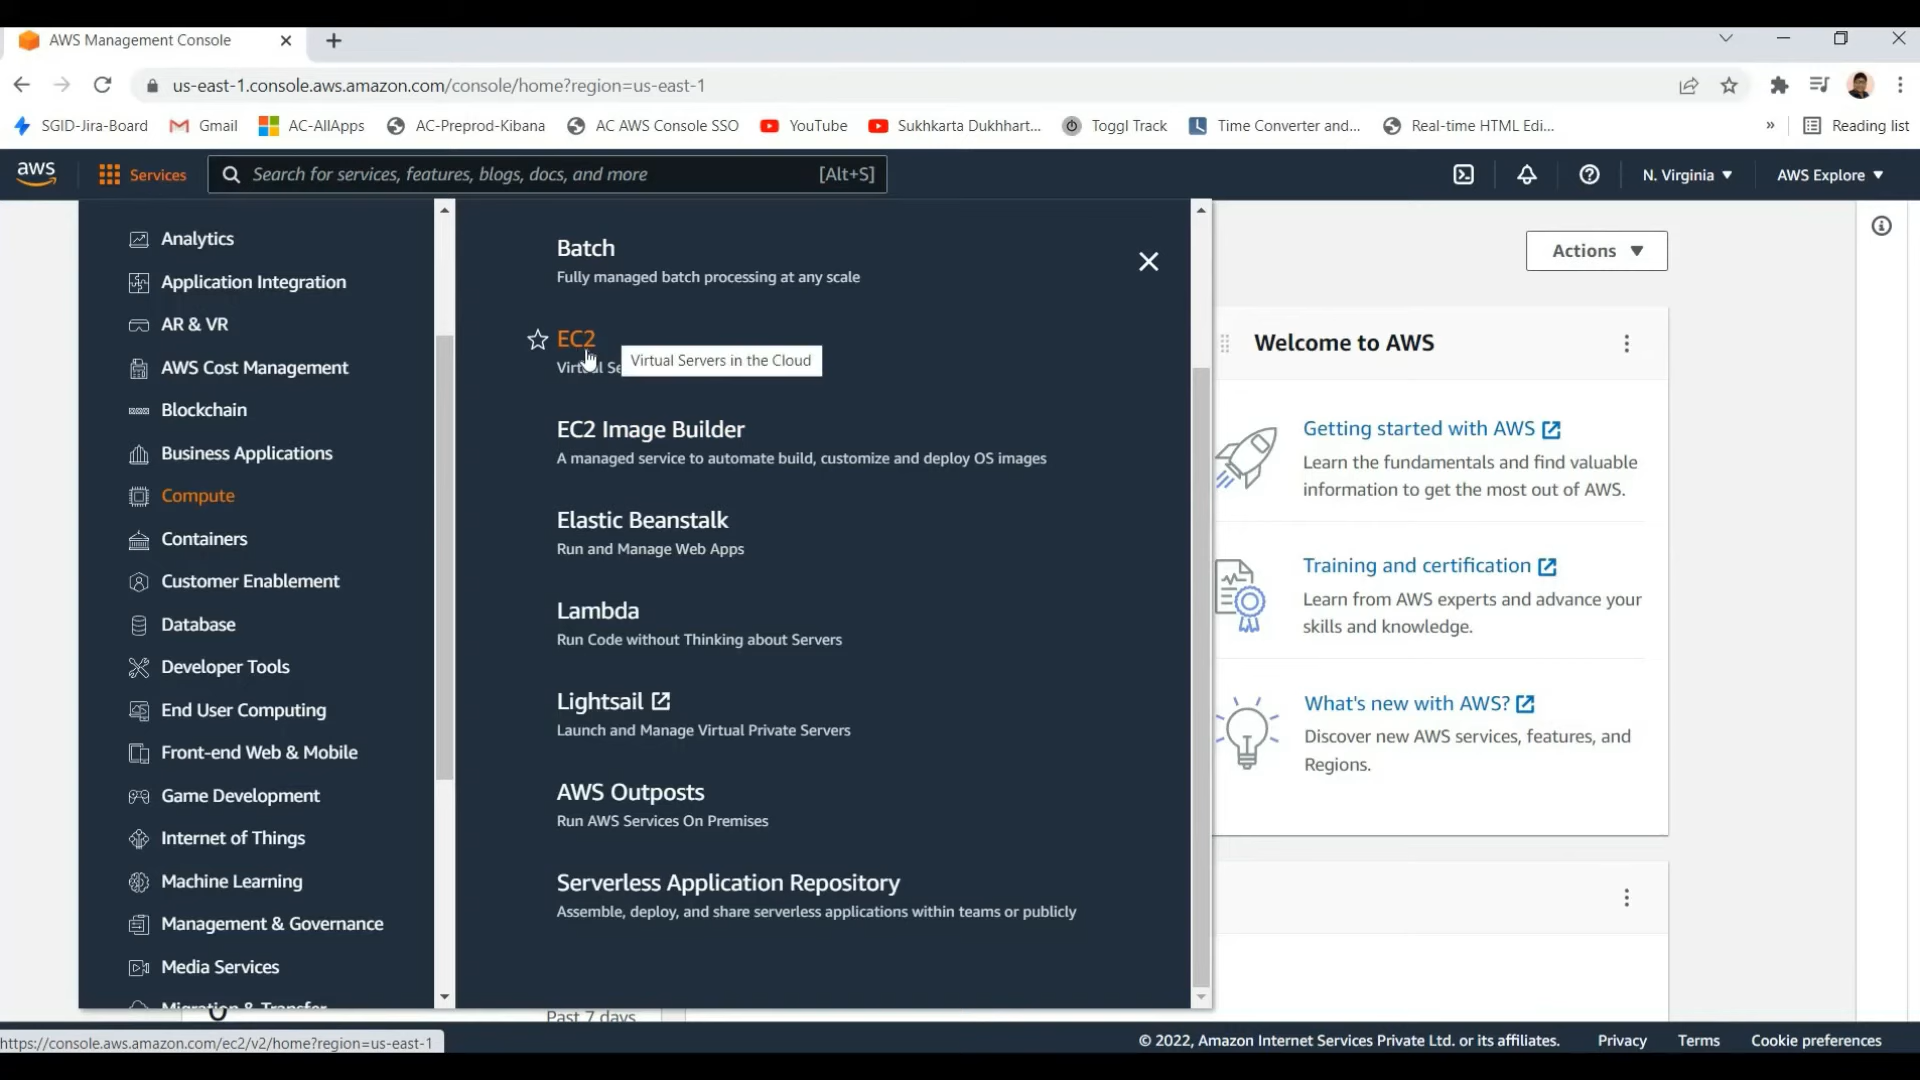 AWS Management Console
us-east-1.console.aws.amazon.com/console/home?region=us-east-1
SGID-Jira-Board Gmail AC-AllApps AC-Preprod-Kibana AC AWS Console SSO YouTube Sukhkarta Dukhhart... Toggl Track Time Converter and... Real-time HTML Edi... » Reading list
aws Services Search for services, features, blogs, docs, and more [Alt+S] N. Virginia AWS Explore
Analytics
Application Integration
AR & VR
AWS Cost Management
Blockchain
Business Applications
Compute
Containers
Customer Enablement
Database
Developer Tools
End User Computing
Front-end Web & Mobile
Game Development
Internet of Things
Machine Learning
Management & Governance
Media Services
Migration & Transfer
Batch
Fully managed batch processing at any scale
EC2
Virtual Se
Virtual Servers in the Cloud
EC2 Image Builder
A managed service to automate build, customize and deploy OS images
Elastic Beanstalk
Run and Manage Web Apps
Lambda
Run Code without Thinking about Servers
Lightsail
Launch and Manage Virtual Private Servers
AWS Outposts
Run AWS Services On Premises
Serverless Application Repository
Assemble, deploy, and share serverless applications within teams or publicly
Actions
Welcome to AWS
Getting started with AWS
Learn the fundamentals and find valuable
information to get the most out of AWS.
Training and certification
Learn from AWS experts and advance your
skills and knowledge.
What's new with AWS?
Discover new AWS services, features, and
Regions.
Past 7 days
https://console.aws.amazon.com/ec2/v2/home?region=us-east-1
© 2022, Amazon Internet Services Private Ltd. or its affiliates. Privacy Terms Cookie preferences